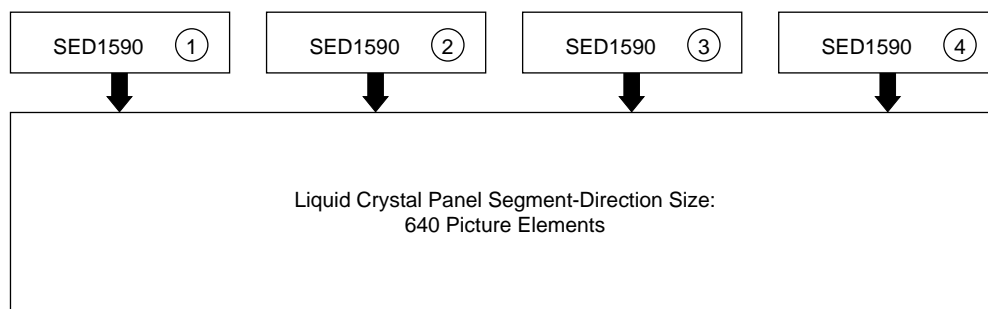 SED1590 1
SED1590 2
SED1590 3
SED1590 4
Liquid Crystal Panel Segment-Direction Size:
640 Picture Elements